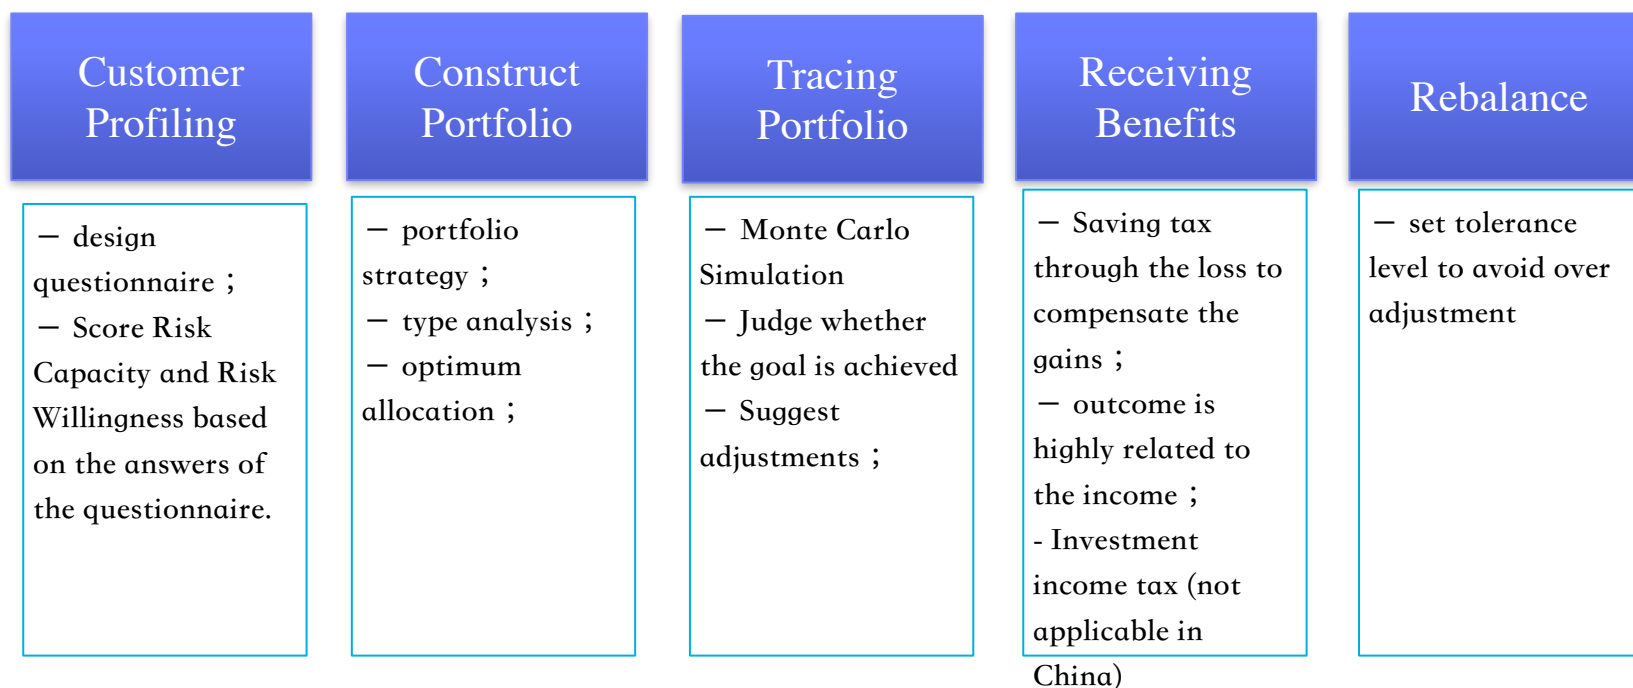 Customer
Profiling
— design
questionnaire；
— Score Risk
Capacity and Risk
Willingness based
on the answers of
the questionnaire.
Construct
Portfolio
— portfolio
strategy；
— type analysis；
— optimum
allocation；
Tracing
Portfolio
— Monte Carlo
Simulation
— Judge whether
the goal is achieved
— Suggest
adjustments；
Receiving
Benefits
— Saving tax
through the loss to
compensate the
gains；
— outcome is
highly related to
the income；
- Investment
income tax (not
applicable in
China)
Rebalance
— set tolerance
level to avoid over
adjustment